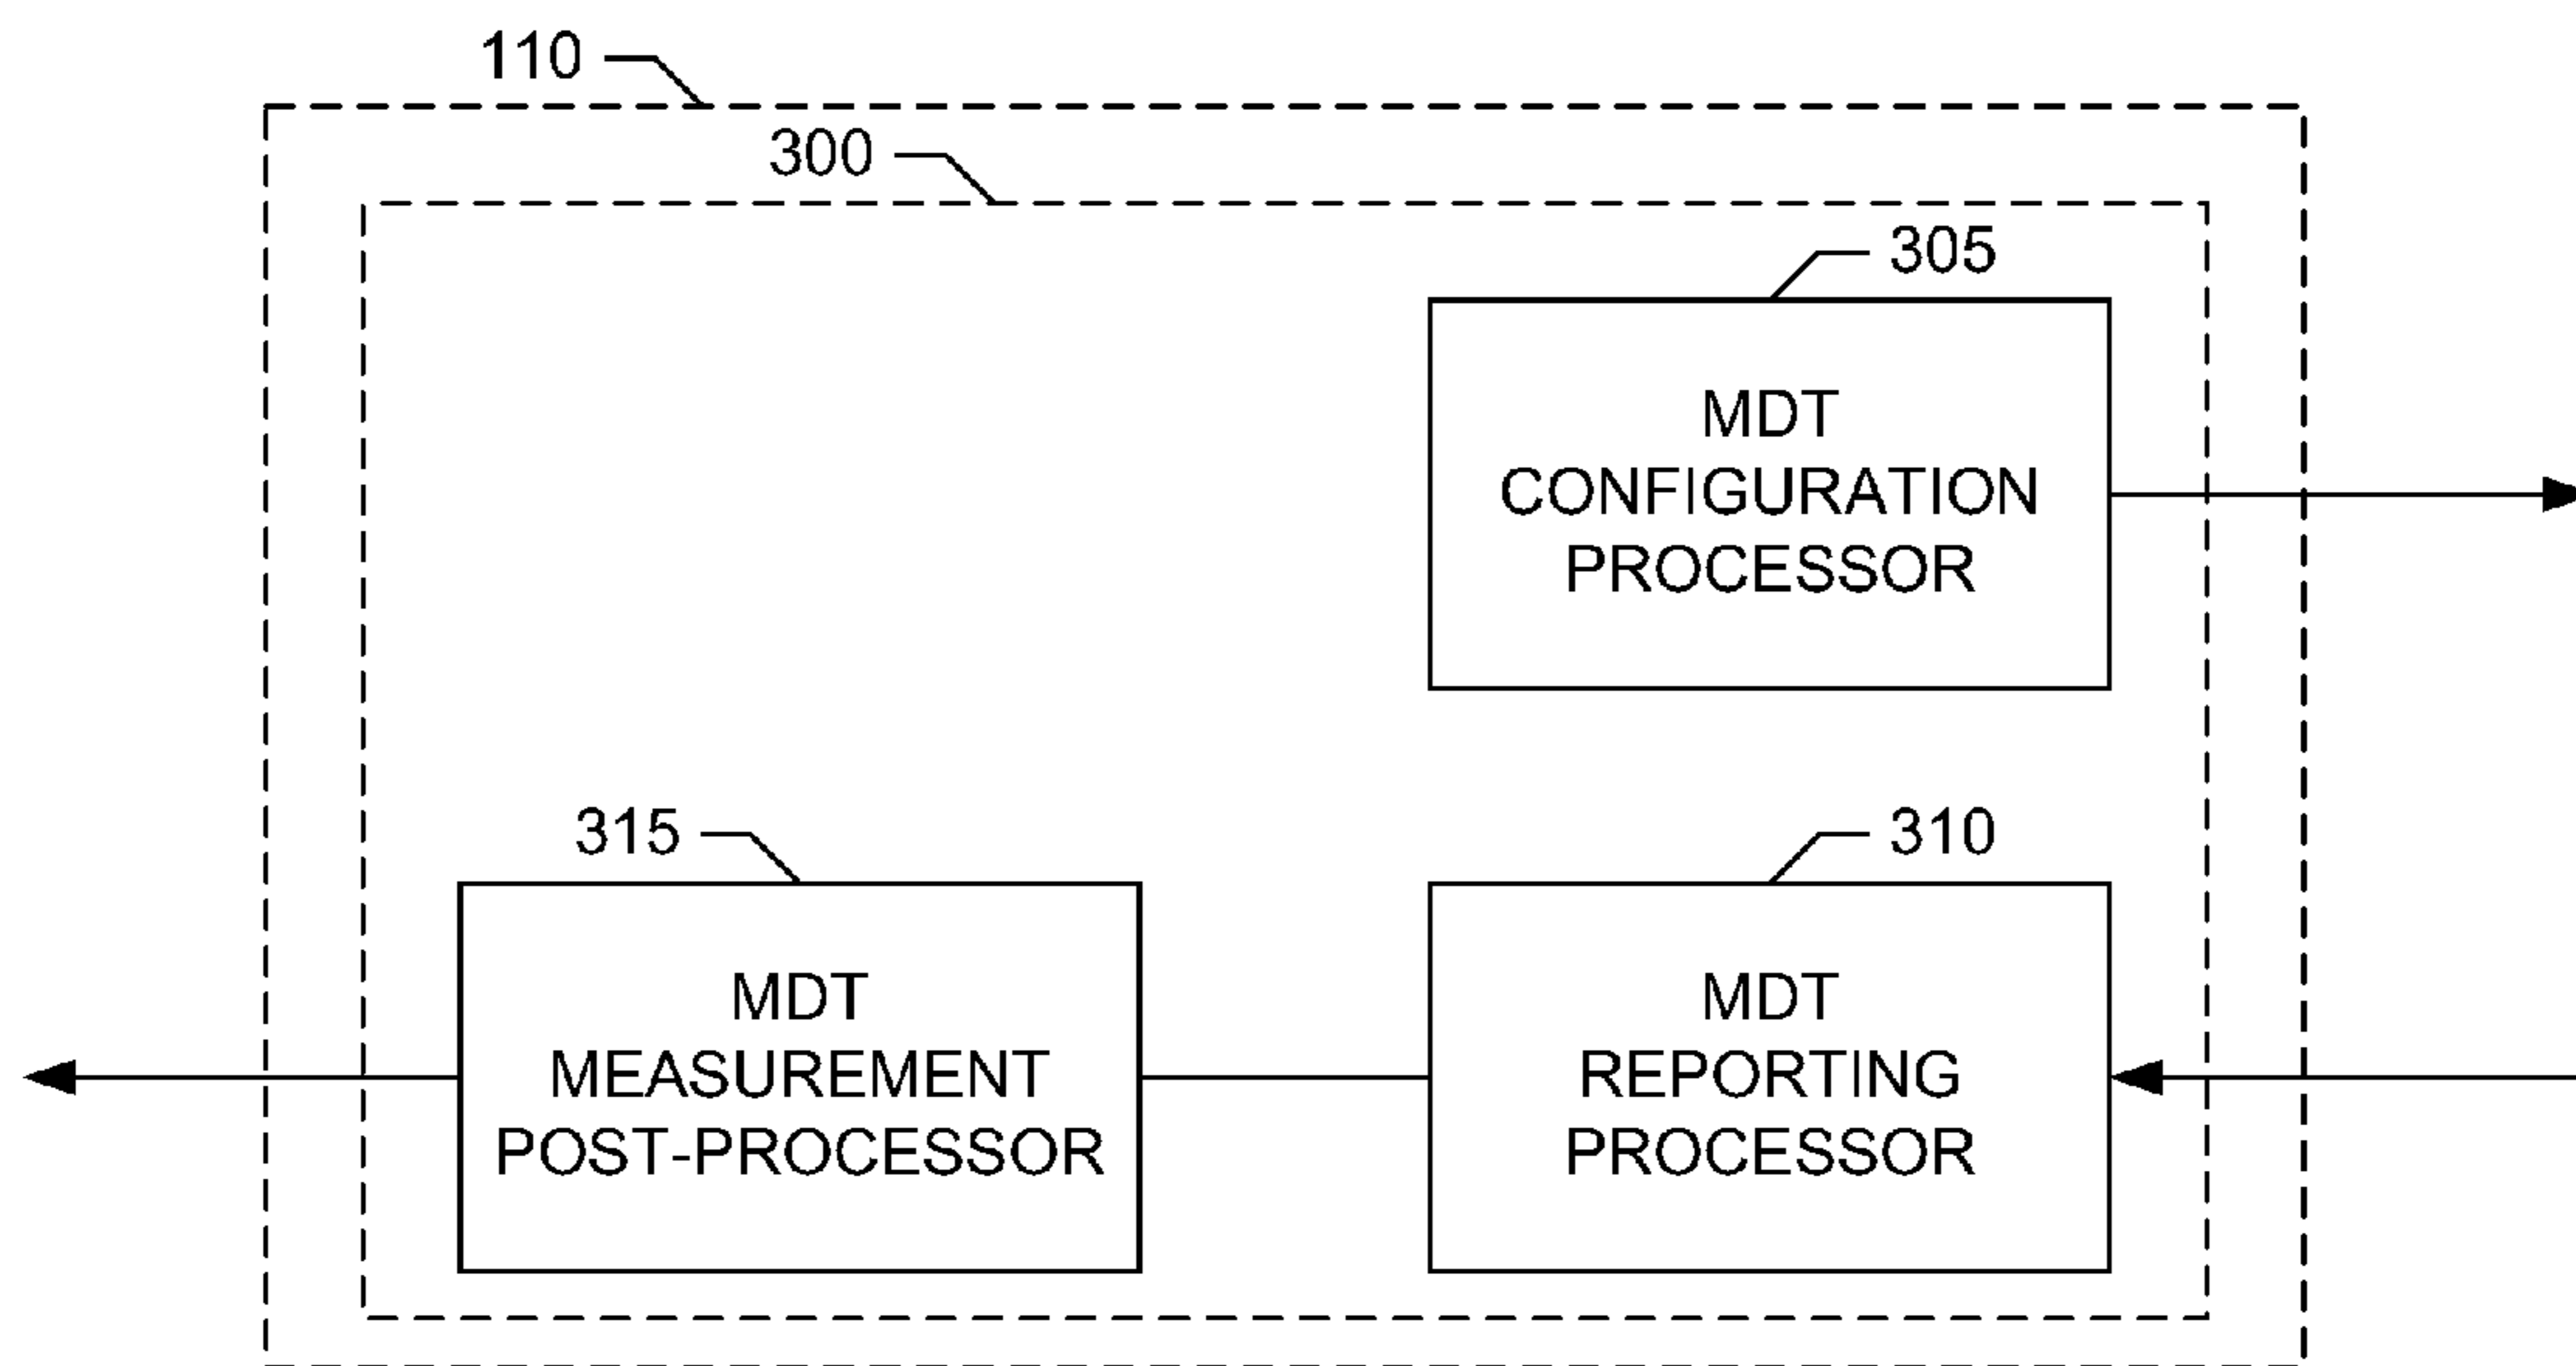 110
300
305
MDT
CONFIGURATION
PROCESSOR
315
310
MDT
MEASUREMENT
POST-PROCESSOR
MDT
REPORTING
PROCESSOR